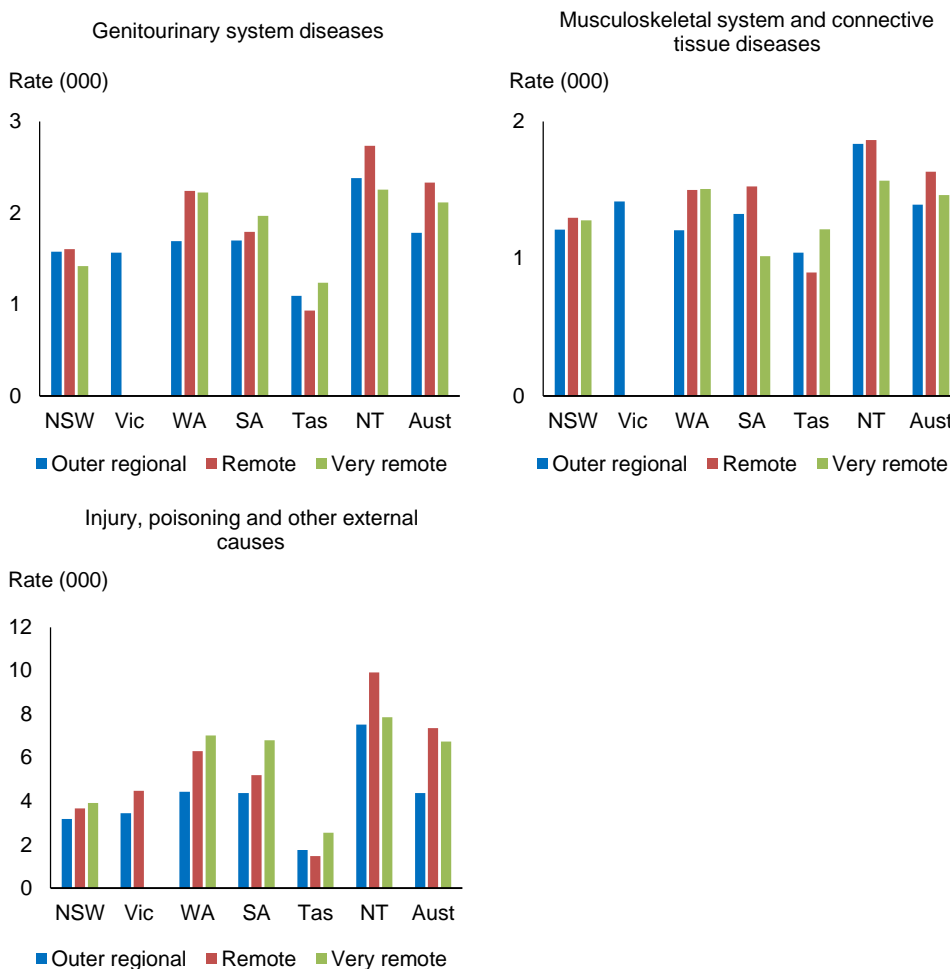 Genitourinary system diseases
Rate (000)
3
2
1
0
NSW Vic WA SA Tas NT Aust
Outer regional Remote Very remote
Musculoskeletal system and connective
tissue diseases
Rate (000)
2
1
0
NSW Vic WA SA Tas NT Aust
Outer regional Remote Very remote
Injury, poisoning and other external
causes
Rate (000)
12
10
8
6
4
2
0
NSW Vic WA SA Tas NT Aust
Outer regional Remote Very remote